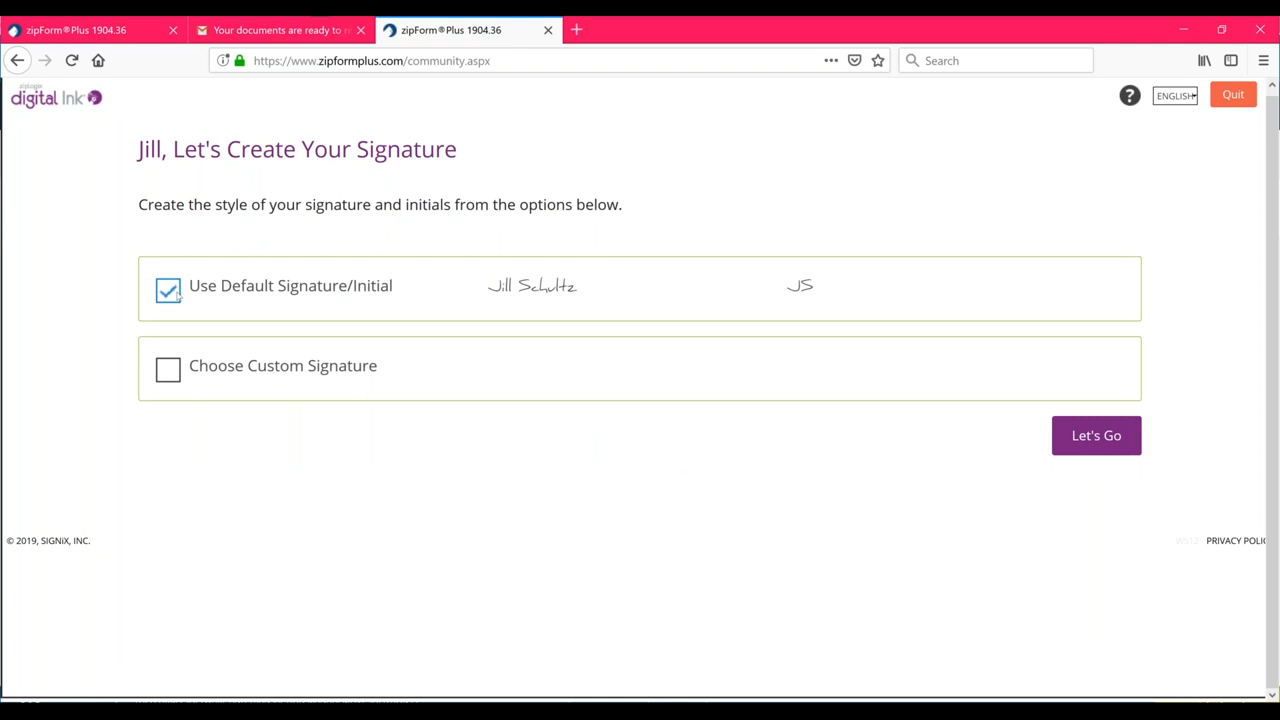 zipForm®Plus 1904.36
Your documents are ready to
zipForm®Plus 1904.36
https://www.zipformplus.com/community.aspx
Search
digital Ink
ENGLISH
Quit
Jill, Let's Create Your Signature
Create the style of your signature and initials from the options below.
Use Default Signature/Initial
Jill Schultz
JS
Choose Custom Signature
Let's Go
© 2019, SIGNiX, INC.
WS12
PRIVACY POLIC